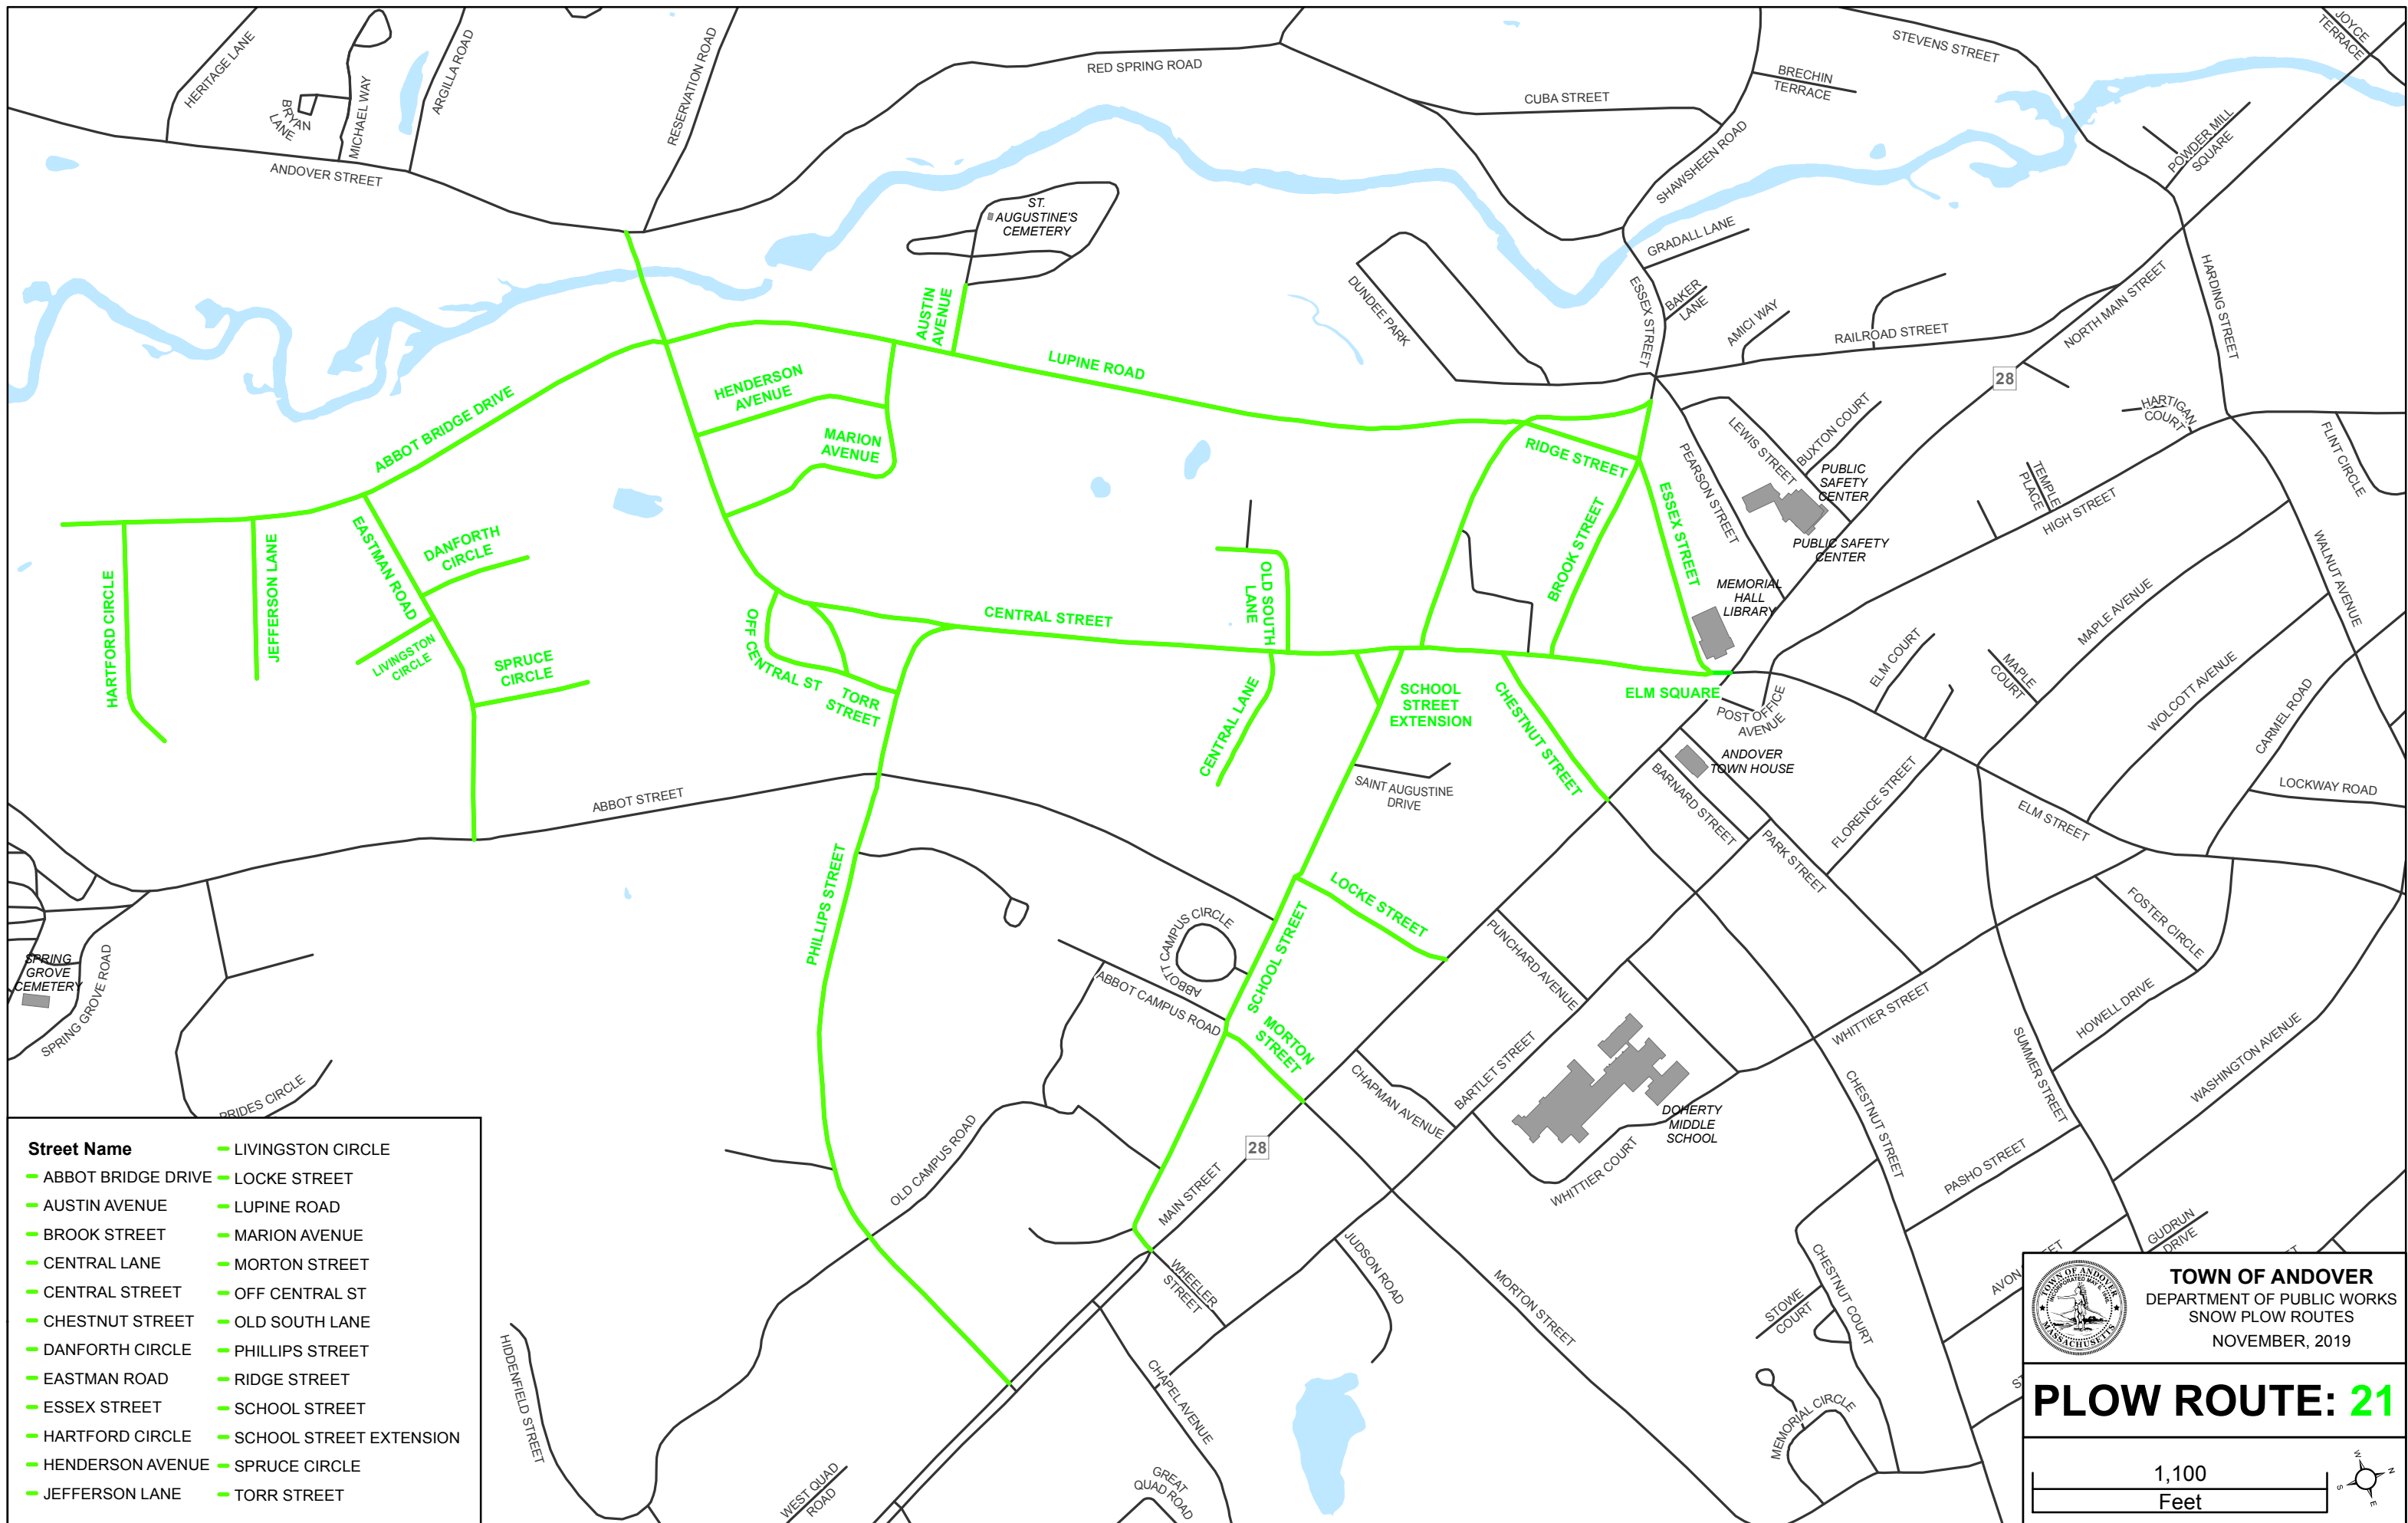 HERITAGE LANE
BRYAN
LANE
MICHAEL WAY
ARGILLA ROAD
RESERVATION ROAD
ANDOVER STREET
RED SPRING ROAD
CUBA STREET
BRECHIN
TERRACE
STEVENS STREET
JOYCE
TERRACE
SHAWSHEEN ROAD
POWDER MILL
SQUARE
ST.
AUGUSTINE'S
CEMETERY
GRADALL LANE
BAKER
LANE
AMICI WAY
ESSEX STREET
DUNDEE PARK
RAILROAD STREET
NORTH MAIN STREET
HARDING STREET
28
AUSTIN
AVENUE
LUPINE ROAD
HENDERSON
AVENUE
MARION
AVENUE
ABBOT BRIDGE DRIVE
RIDGE STREET
BROOK STREET
ESSEX STREET
PEARSON STREET
LEWIS STREET
BUXTON COURT
PUBLIC
SAFETY
CENTER
PUBLIC SAFETY
CENTER
HARTIGAN
COURT
TEMPLE
PLACE
HIGH STREET
FLINT CIRCLE
WALNUT AVENUE
EASTMAN ROAD
DANFORTH
CIRCLE
HARTFORD CIRCLE
JEFFERSON LANE
LIVINGSTON
CIRCLE
SPRUCE
CIRCLE
OFF CENTRAL ST
TORR
STREET
CENTRAL STREET
OLD SOUTH
LANE
CENTRAL LANE
SCHOOL
STREET
EXTENSION
CHESTNUT STREET
ELM SQUARE
MEMORIAL
HALL
LIBRARY
POST OFFICE
AVENUE
ANDOVER
TOWN HOUSE
ELM COURT
MAPLE
COURT
MAPLE AVENUE
WOLCOTT AVENUE
CARMEL ROAD
LOCKWAY ROAD
ELM STREET
FLORENCE STREET
BARNARD STREET
PARK STREET
SAINT AUGUSTINE
DRIVE
ABBOT STREET
PHILLIPS STREET
LOCKE STREET
SCHOOL STREET
MORTON
STREET
ABBOTT CAMPUS CIRCLE
ABBOT CAMPUS ROAD
PUNCHARD AVENUE
BARTLET STREET
CHAPMAN AVENUE
WHITTIER STREET
FOSTER CIRCLE
HOWELL DRIVE
WASHINGTON AVENUE
SUMMER STREET
CHESTNUT STREET
PASHO STREET
DOHERTY
MIDDLE
SCHOOL
WHITTIER COURT
SPRING
GROVE
CEMETERY
SPRING GROVE ROAD
PRIDES CIRCLE
OLD CAMPUS ROAD
28
MAIN STREET
WHEELER
STREET
JUDSON ROAD
MORTON STREET
CHAPEL AVENUE
HIDDENFIELD STREET
WEST QUAD
ROAD
GREAT
QUAD ROAD
STOWE
COURT
CHESTNUT COURT
MEMORIAL CIRCLE
GUDRUN
DRIVE
AVON
Street Name
ABBOT BRIDGE DRIVE
AUSTIN AVENUE
BROOK STREET
CENTRAL LANE
CENTRAL STREET
CHESTNUT STREET
DANFORTH CIRCLE
EASTMAN ROAD
ESSEX STREET
HARTFORD CIRCLE
HENDERSON AVENUE
JEFFERSON LANE
LIVINGSTON CIRCLE
LOCKE STREET
LUPINE ROAD
MARION AVENUE
MORTON STREET
OFF CENTRAL ST
OLD SOUTH LANE
PHILLIPS STREET
RIDGE STREET
SCHOOL STREET
SCHOOL STREET EXTENSION
SPRUCE CIRCLE
TORR STREET
TOWN OF ANDOVER
MASSACHUSETTS
TOWN OF ANDOVER
DEPARTMENT OF PUBLIC WORKS
SNOW PLOW ROUTES
NOVEMBER, 2019
PLOW ROUTE: 21
1,100
Feet
W
N
S
E